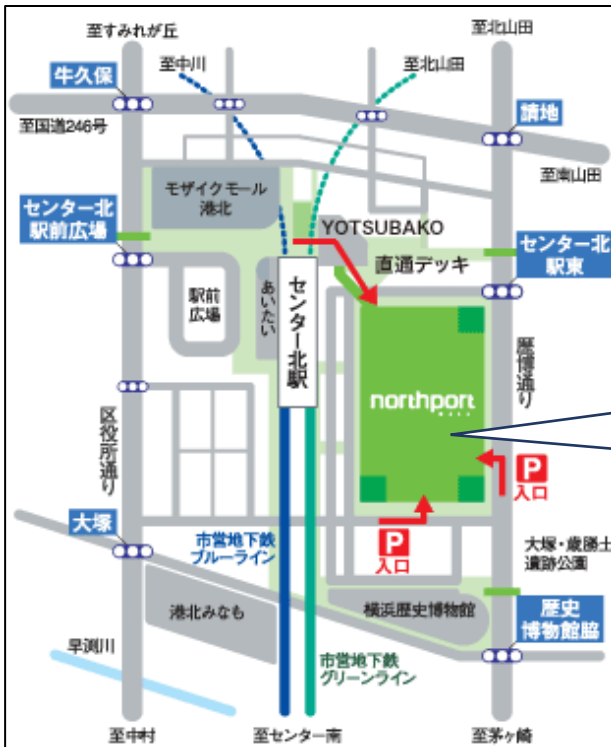 至すみれが丘
至北山田
牛久保
至中川
至北山田
至国道246号
請地
至南山田
モザイクモール
港北
センター北
駅前広場
YOTSUBAKO
直通デッキ
センター北
駅東
駅前
広場
あいたい
センター北駅
歴博通り
northport
MALL
区役所通り
P
入口
P
入口
大塚
市営地下鉄
ブルーライン
大塚・歳勝土
遺跡公園
港北みなも
横浜歴史博物館
歴史
博物館脇
早渕川
市営地下鉄
グリーンライン
至中村
至センター南
至茅ヶ崎